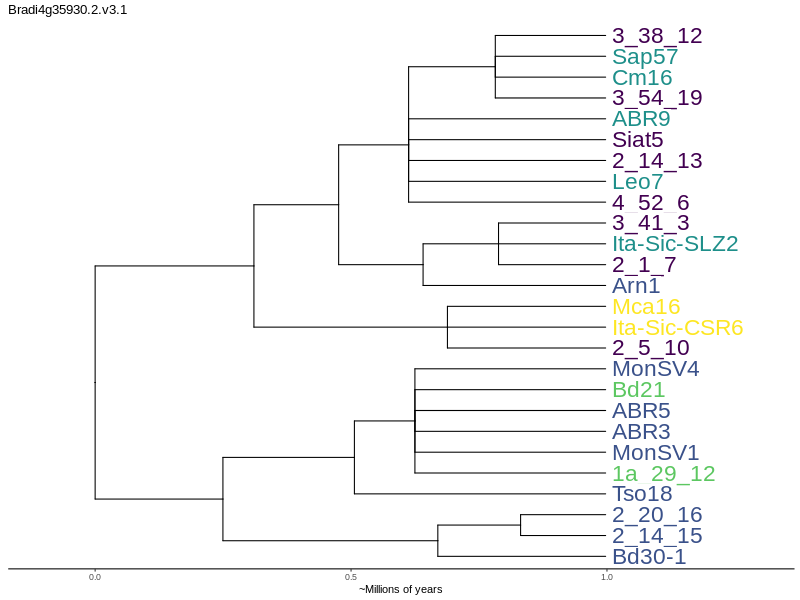 Bradi4g35930.2.v3.1
3_38_12
Sap57
Cm16
3_54_19
ABR9
Siat5
2_14_13
Leo7
4_52_6
3_41_3
Ita-Sic-SLZ2
2_1_7
Arn1
Mca16
Ita-Sic-CSR6
2_5_10
MonSV4
Bd21
ABR5
ABR3
MonSV1
1a_29_12
Tso18
2_20_16
2_14_15
Bd30-1
0.0 0.5 1.0
~Millions of years